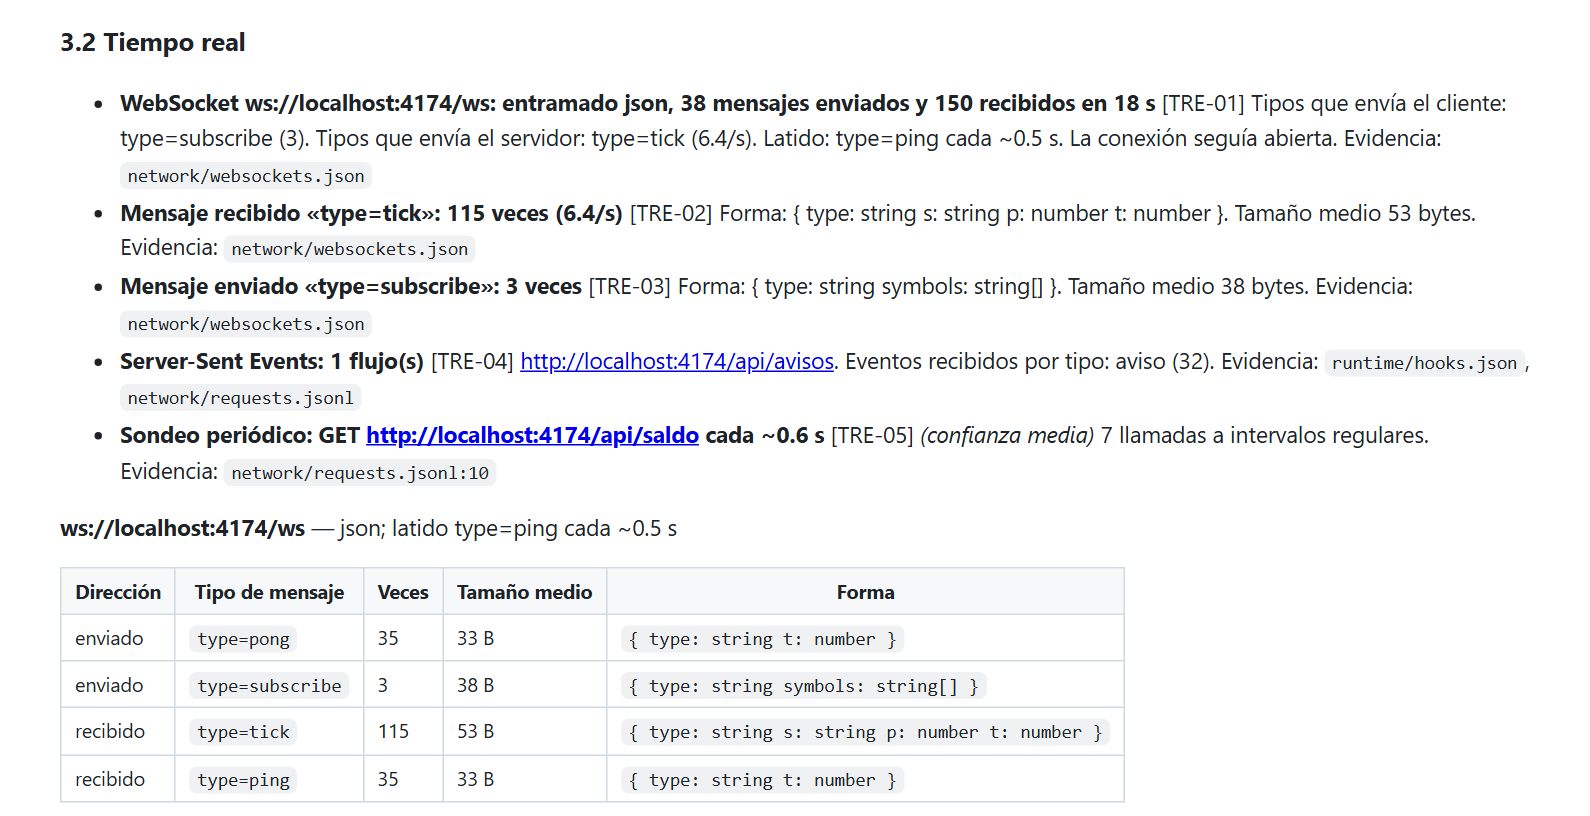 3.2 Tiempo real
• WebSocket ws://localhost:4174/ws: entramado json, 38 mensajes enviados y 150 recibidos en 18 s [TRE-01] Tipos que envía el cliente:
type=subscribe (3). Tipos que envía el servidor: type=tick (6.4/s). Latido: type=ping cada ~0.5 s. La conexión seguía abierta. Evidencia:
network/websockets.json
• Mensaje recibido «type=tick»: 115 veces (6.4/s) [TRE-02] Forma: { type: string s: string p: number t: number }. Tamaño medio 53 bytes.
Evidencia: network/websockets.json
• Mensaje enviado «type=subscribe»: 3 veces [TRE-03] Forma: { type: string symbols: string[] }. Tamaño medio 38 bytes. Evidencia:
network/websockets.json
• Server-Sent Events: 1 flujo(s) [TRE-04] http://localhost:4174/api/avisos. Eventos recibidos por tipo: aviso (32). Evidencia: runtime/hooks.json,
network/requests.jsonl
• Sondeo periódico: GET http://localhost:4174/api/saldo cada ~0.6 s [TRE-05] (confianza media) 7 llamadas a intervalos regulares.
Evidencia: network/requests.jsonl:10
ws://localhost:4174/ws — json; latido type=ping cada ~0.5 s
Dirección Tipo de mensaje Veces Tamaño medio Forma
enviado type=pong 35 33 B { type: string t: number }
enviado type=subscribe 3 38 B { type: string symbols: string[] }
recibido type=tick 115 53 B { type: string s: string p: number t: number }
recibido type=ping 35 33 B { type: string t: number }